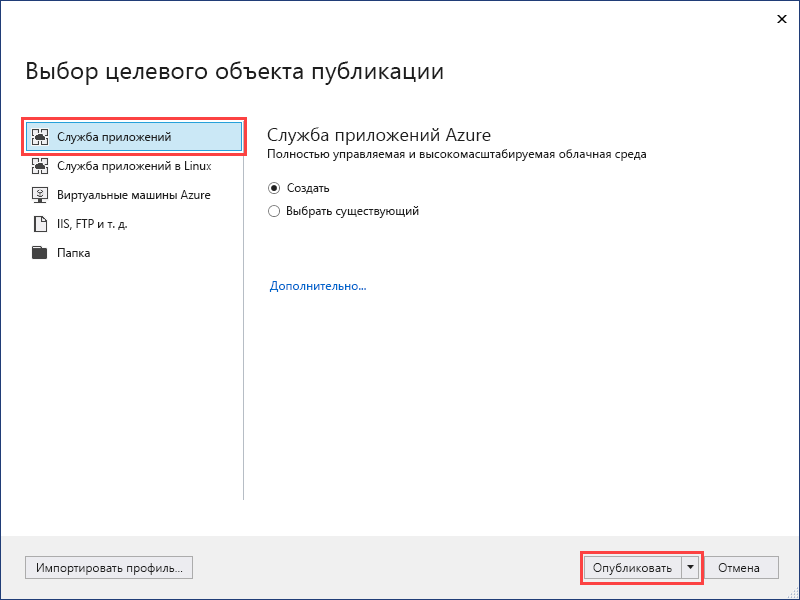 Выбор целевого объекта публикации
Служба приложений
Служба приложений в Linux
Виртуальные машины Azure
IIS, FTP и т. д.
Папка
Служба приложений Azure
Полностью управляемая и высокомасштабируемая облачная среда
Создать
Выбрать существующий
Дополнительно...
Импортировать профиль...
Опубликовать
Отмена